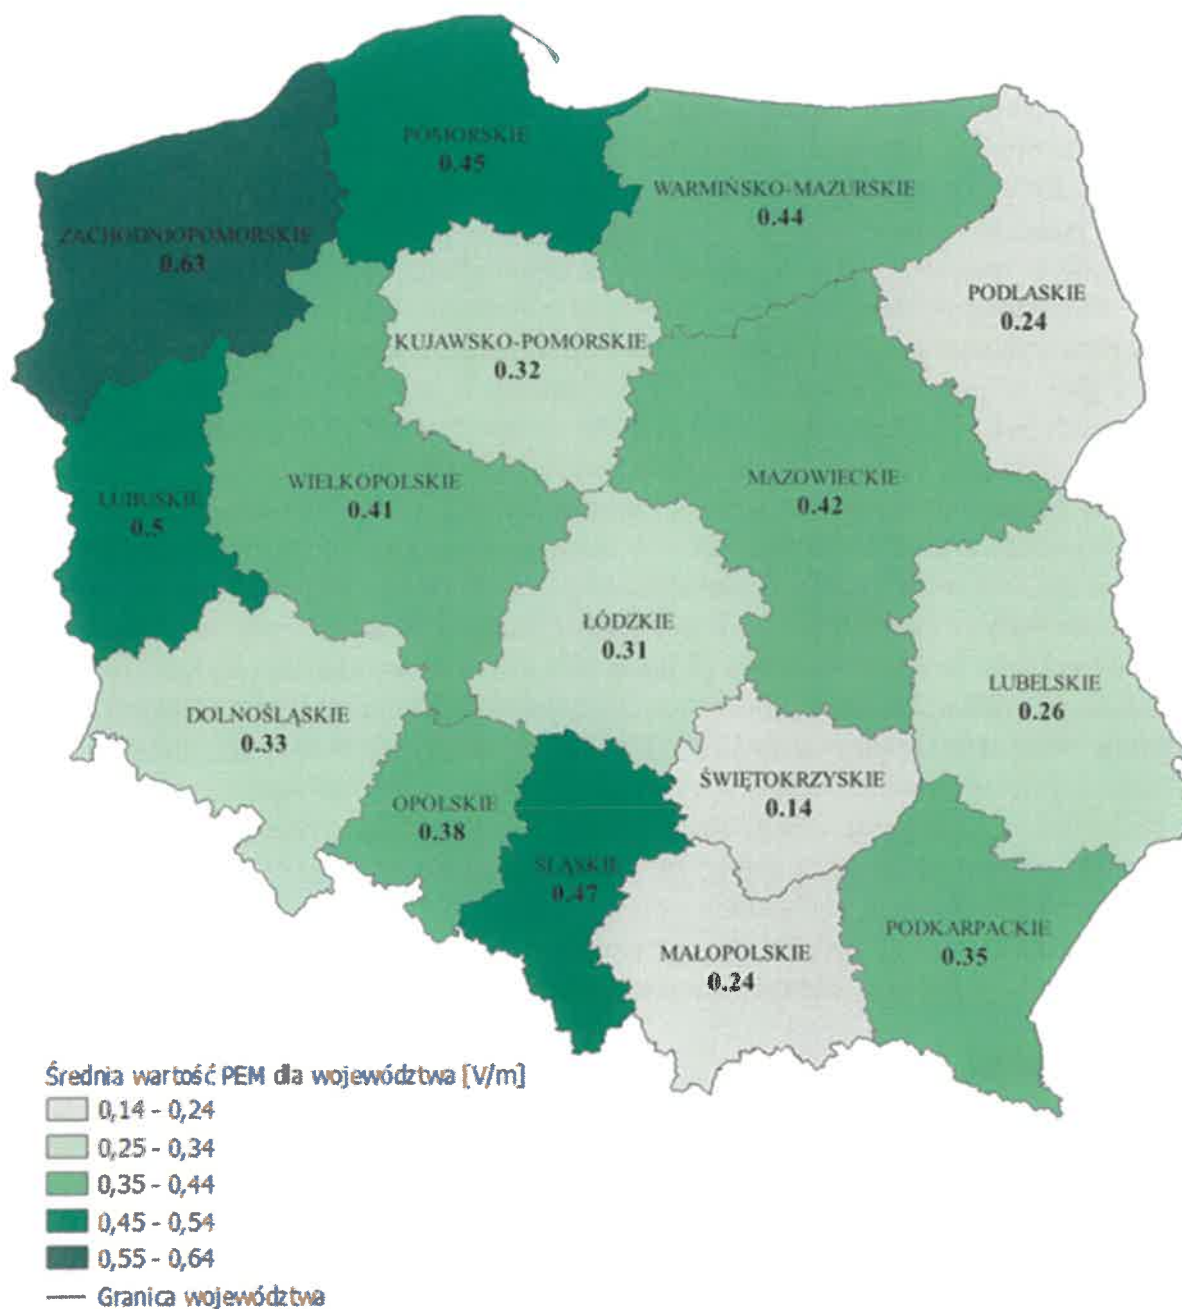 POMORSKIE
0.45
WARMIŃSKO-MAZURSKIE
0.44
ZACHODNIOPOMORSKIE
0.63
PODLASKIE
0.24
KUJAWSKO-POMORSKIE
0.32
WIELKOPOLSKIE
0.41
MAZOWIECKIE
0.42
LUBUSKIE
0.5
ŁÓDZKIE
0.31
LUBELSKIE
0.26
DOLNOŚLĄSKIE
0.33
ŚWIĘTOKRZYSKIE
0.14
OPOLSKIE
0.38
ŚLĄSKIE
0.47
PODKARPACKIE
0.35
MAŁOPOLSKIE
0.24
Średnia wartość PEM dla województwa [V/m]
0,14 - 0,24
0,25 - 0,34
0,35 - 0,44
0,45 - 0,54
0,55 - 0,64
Granica województwa